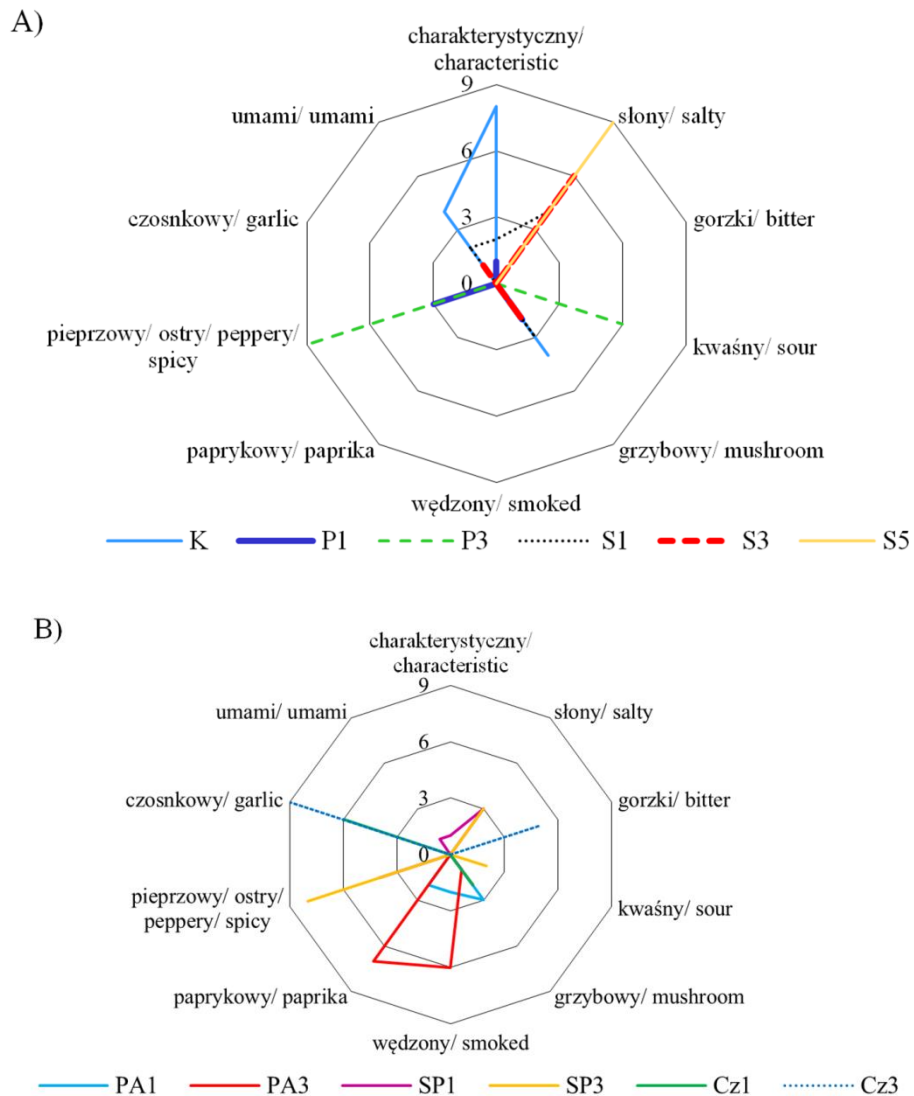 A)
charakterystyczny/
characteristic
9
umami/ umami
słony/ salty
6
czosnkowy/ garlic
3
gorzki/ bitter
0
pieprzowy/ ostry/ peppery/
spicy
kwaśny/ sour
paprykowy/ paprika
grzybowy/ mushroom
wędzony/ smoked
K P1 P3 S1 S3 S5
B)
charakterystyczny/
characteristic
9
umami/ umami
słony/ salty
6
czosnkowy/ garlic
3
gorzki/ bitter
0
pieprzowy/ ostry/
peppery/ spicy
kwaśny/ sour
paprykowy/ paprika
grzybowy/ mushroom
wędzony/ smoked
PA1 PA3 SP1 SP3 Cz1 Cz3